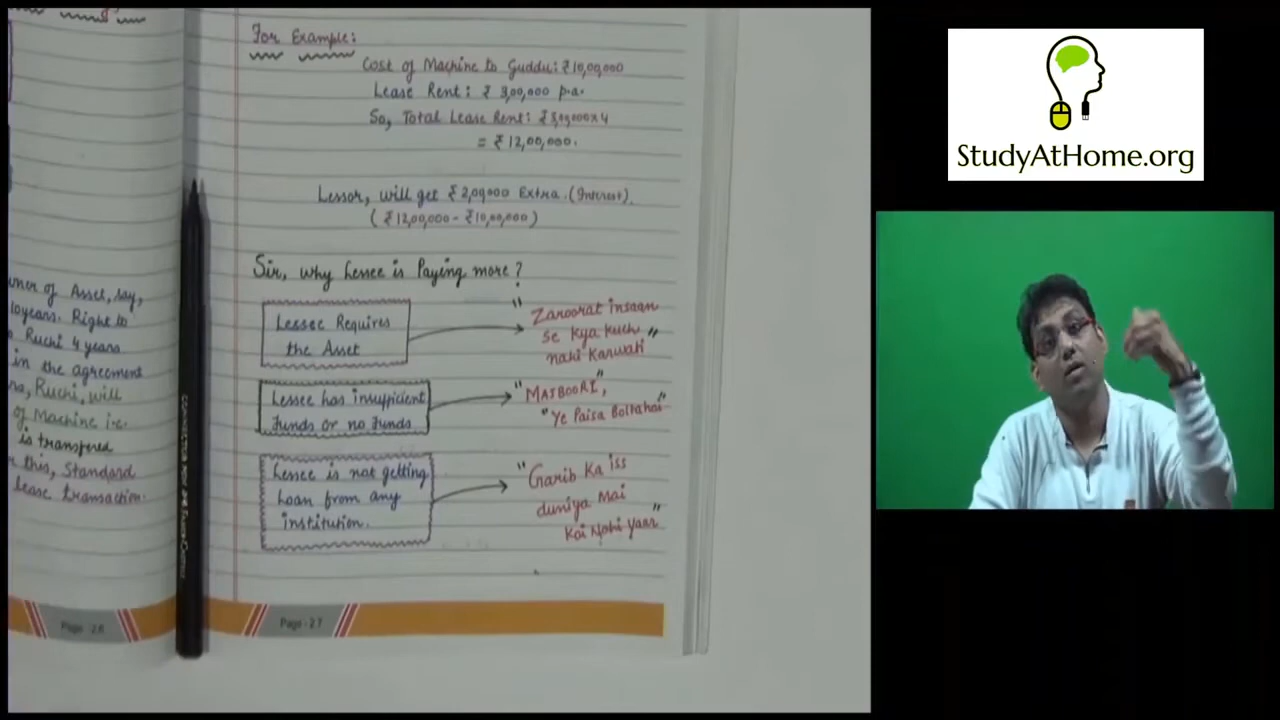 For Example:
Cost of Machine to Guddu: ₹10,00,000
Lease Rent: ₹ 3,00,000 p.a.
So, Total Lease Rent: ₹3,00,000 x 4
= ₹ 12,00,000.
Lessor, will get ₹ 2,00,000 Extra. (Interest).
(₹12,00,000 - ₹10,00,000)
Sir, why Lessee is Paying more?
Lessee Requires
the Asset
" Zaroorat insaan
se kya kuch
nahi Karwati "
Lessee has insufficient
Funds or no Funds
"MAJBOORI",
"Ye Paisa Boltahai"
Lessee is not getting
Loan from any
institution.
"Garib Ka iss
duniya Mai
Koi Nahi Yaar"
Page-27
of Asset, say,
10years. Right to
Ruchi 4 years
in the agreement
Ruchi, will
of Machine i.e.
is transfered
this, Standard
lease transaction.
Page-26
StudyAtHome.org